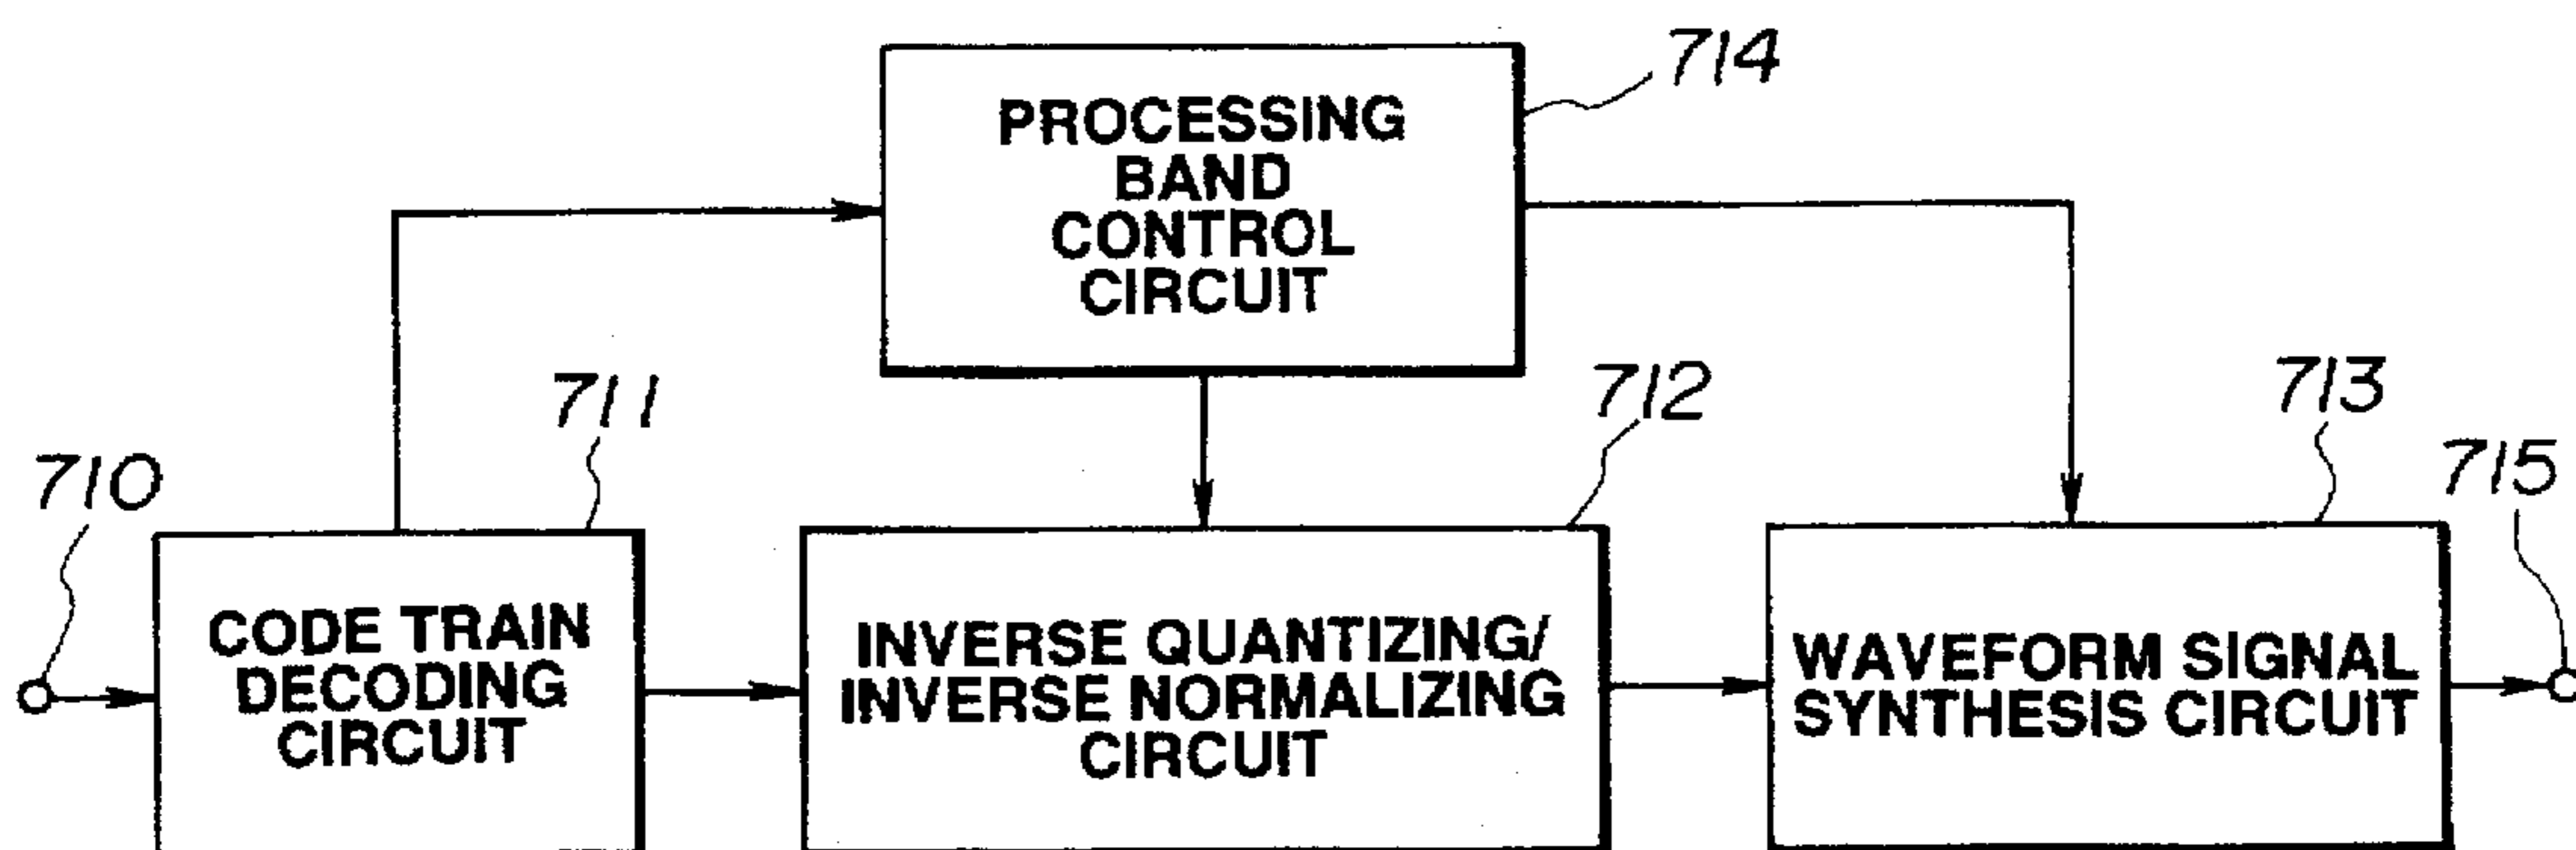 714
PROCESSING
BAND
CONTROL
CIRCUIT
710
711
712
713
715
CODE TRAIN
DECODING
CIRCUIT
INVERSE QUANTIZING/
INVERSE NORMALIZING
CIRCUIT
WAVEFORM SIGNAL
SYNTHESIS CIRCUIT